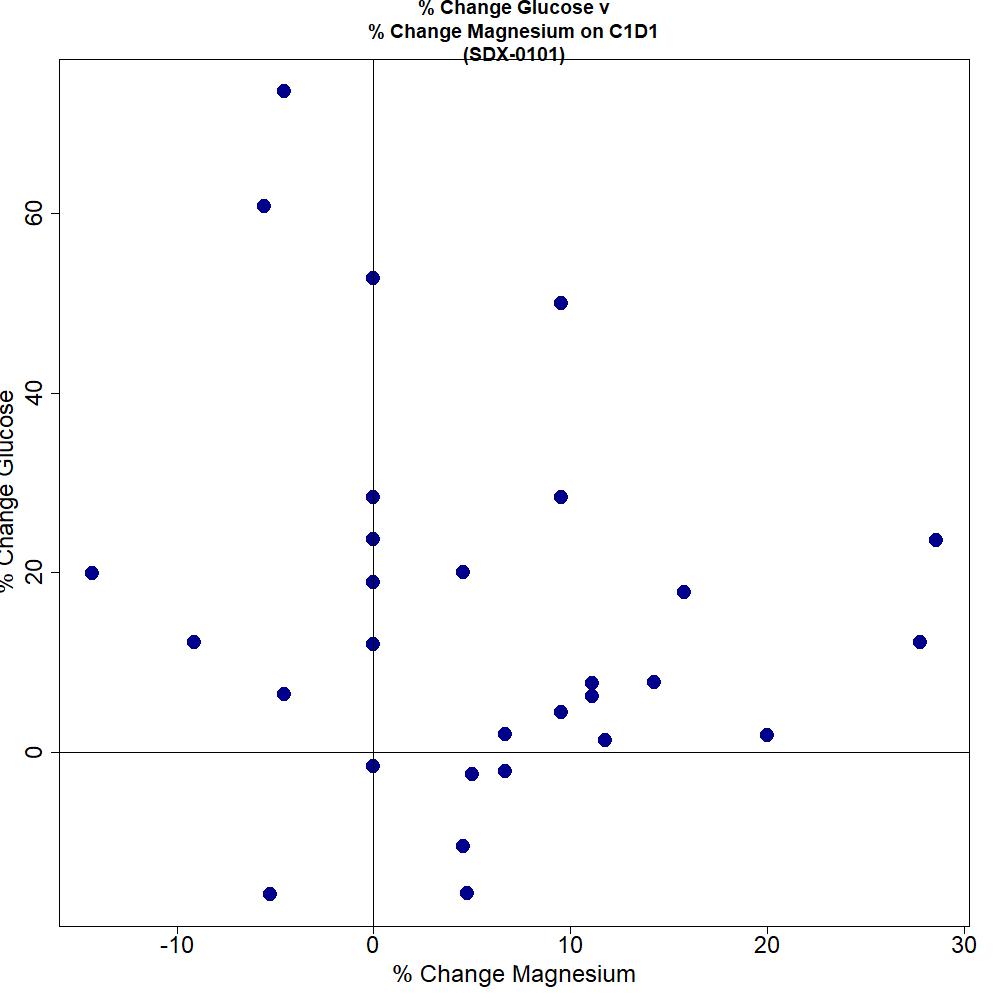 % Change Glucose v
% Change Magnesium on C1D1
(SDX-0101)
% Change Glucose
60
40
20
0
-10
0
10
20
30
% Change Magnesium